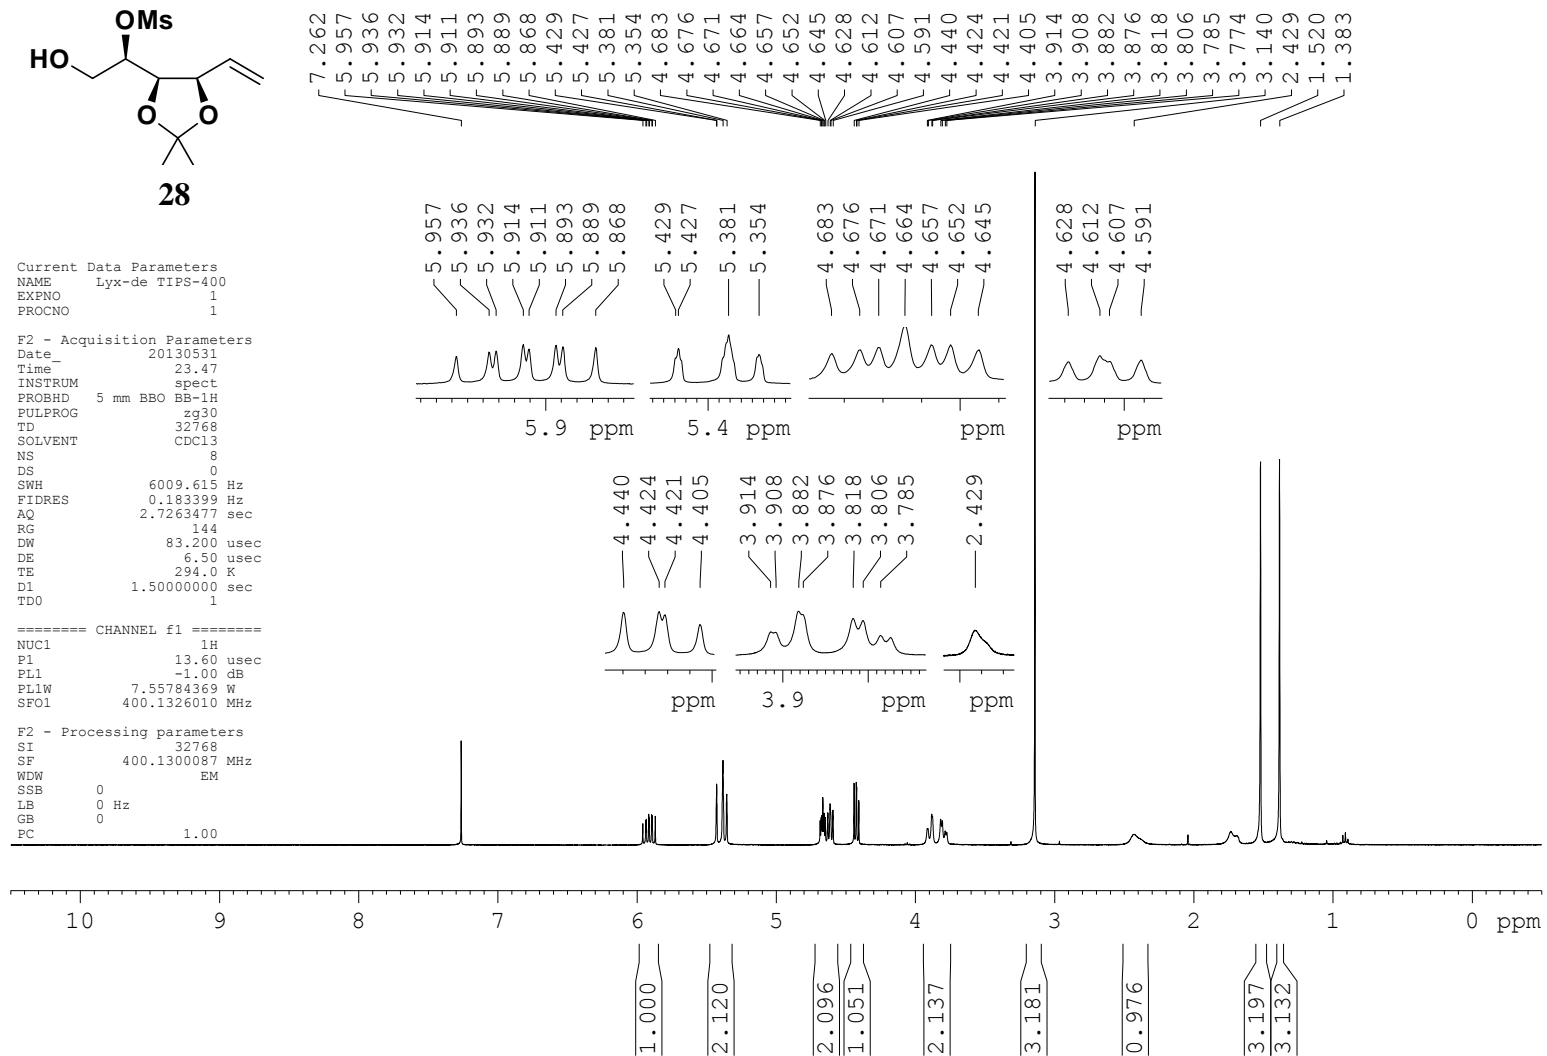 OMs
HO
O
O
28
7.262
5.957
5.936
5.932
5.914
5.911
5.893
5.889
5.868
5.429
5.427
5.381
5.354
4.683
4.676
4.671
4.664
4.657
4.652
4.645
4.628
4.612
4.607
4.591
4.440
4.424
4.421
4.405
3.914
3.908
3.882
3.876
3.818
3.806
3.785
3.774
3.140
2.429
1.520
1.383
5.957
5.936
5.932
5.914
5.911
5.893
5.889
5.868
5.429
5.427
5.381
5.354
4.683
4.676
4.671
4.664
4.657
4.652
4.645
4.628
4.612
4.607
4.591
5.9 ppm
5.4 ppm
ppm
ppm
4.440
4.424
4.421
4.405
3.914
3.908
3.882
3.876
3.818
3.806
3.785
2.429
ppm
3.9 ppm
ppm
Current Data Parameters
NAME Lyx-de TIPS-400
EXPNO 1
PROCNO 1
F2 - Acquisition Parameters
Date_ 20130531
Time 23.47
INSTRUM spect
PROBHD 5 mm BBO BB-1H
PULPROG zg30
TD 32768
SOLVENT CDCl3
NS 8
DS 0
SWH 6009.615 Hz
FIDRES 0.183399 Hz
AQ 2.7263477 sec
RG 144
DW 83.200 usec
DE 6.50 usec
TE 294.0 K
D1 1.50000000 sec
TD0 1
======== CHANNEL f1 ========
NUC1 1H
P1 13.60 usec
PL1 -1.00 dB
PL1W 7.55784369 W
SFO1 400.1326010 MHz
F2 - Processing parameters
SI 32768
SF 400.1300087 MHz
WDW EM
SSB 0
LB 0 Hz
GB 0
PC 1.00
10 9 8 7 6 5 4 3 2 1 0 ppm
1.000
2.120
2.096
1.051
2.137
3.181
0.976
3.197
3.132